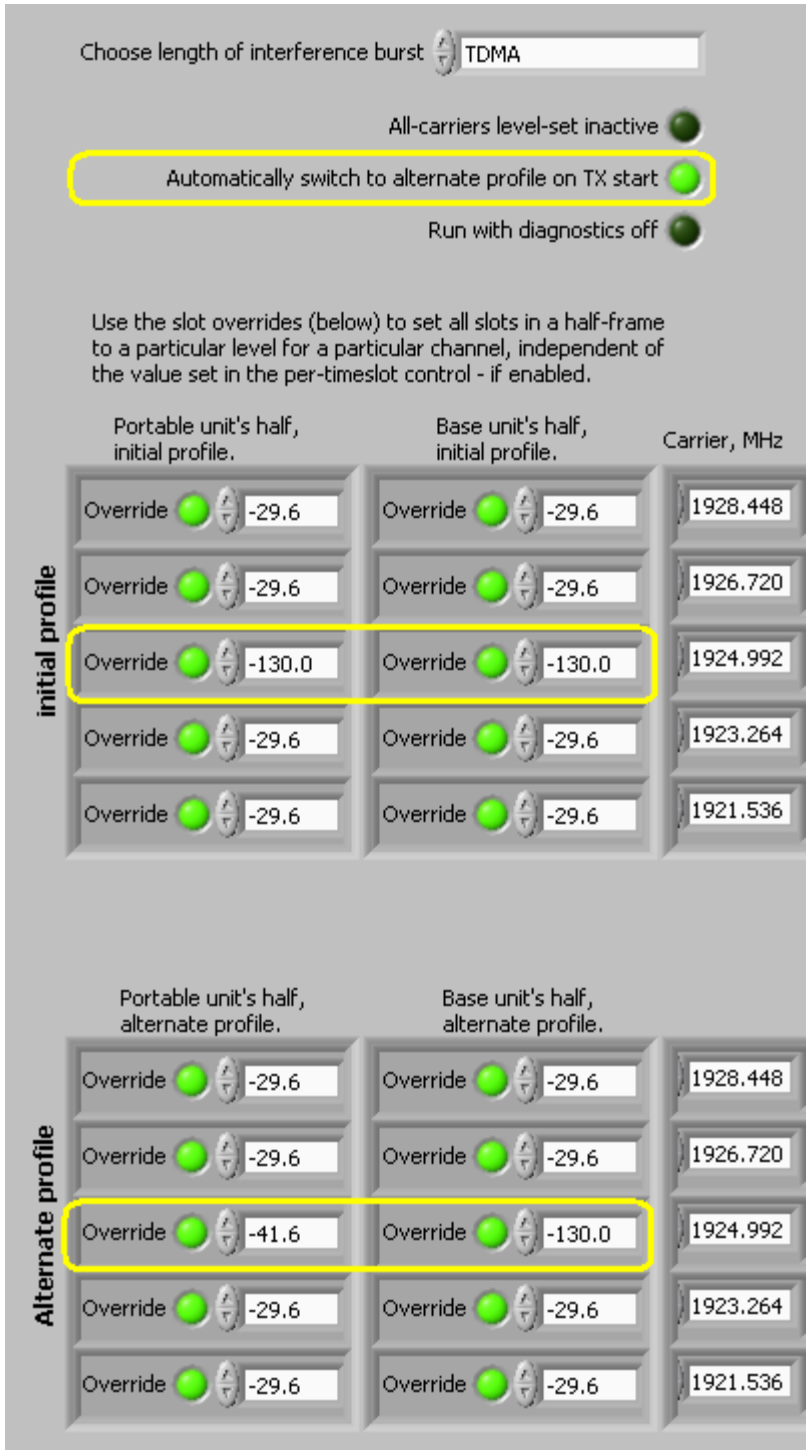 Choose length of interference burst TDMA
All-carriers level-set inactive
Automatically switch to alternate profile on TX start
Run with diagnostics off
Use the slot overrides (below) to set all slots in a half-frame
to a particular level for a particular channel, independent of
the value set in the per-timeslot control - if enabled.
Portable unit's half, Base unit's half,
initial profile. initial profile. Carrier, MHz
initial profile
Override -29.6 Override -29.6 1928.448
Override -29.6 Override -29.6 1926.720
Override -130.0 Override -130.0 1924.992
Override -29.6 Override -29.6 1923.264
Override -29.6 Override -29.6 1921.536
Portable unit's half, Base unit's half,
alternate profile. alternate profile.
Alternate profile
Override -29.6 Override -29.6 1928.448
Override -29.6 Override -29.6 1926.720
Override -41.6 Override -130.0 1924.992
Override -29.6 Override -29.6 1923.264
Override -29.6 Override -29.6 1921.536